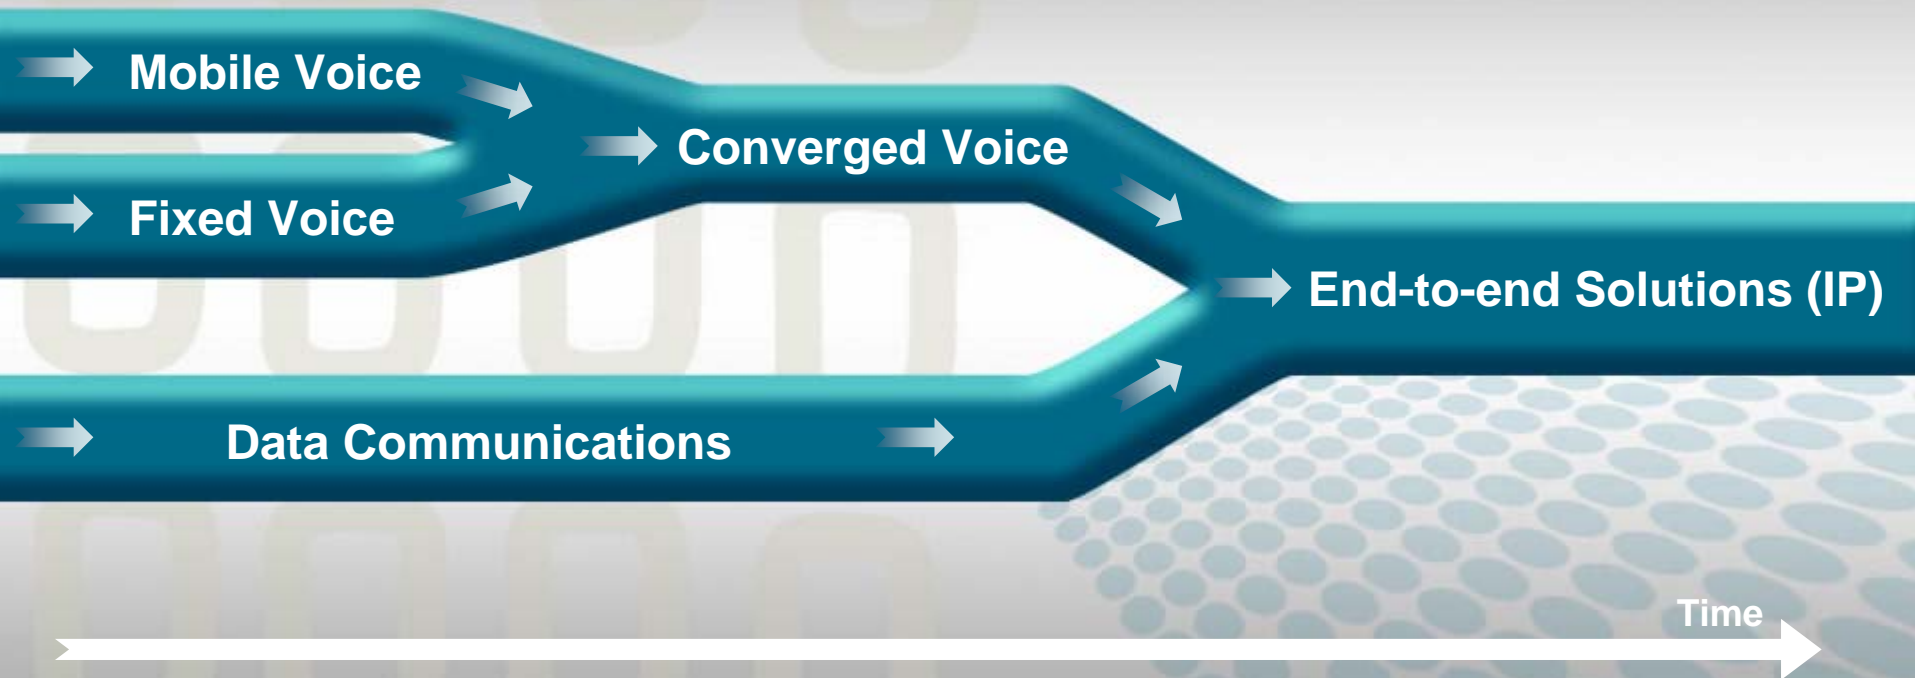 Mobile Voice
Fixed Voice
Converged Voice
Data Communications
End-to-end Solutions (IP)
Time